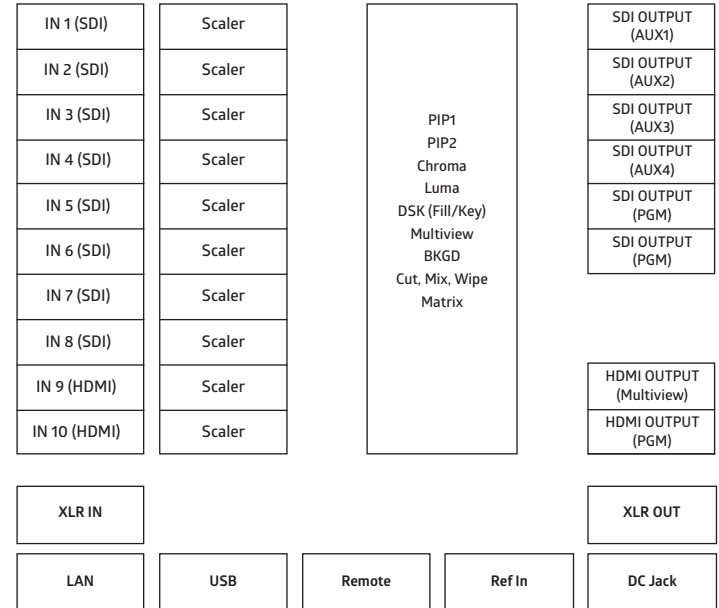 IN 1 (SDI)
Scaler
IN 2 (SDI)
Scaler
IN 3 (SDI)
Scaler
IN 4 (SDI)
Scaler
IN 5 (SDI)
Scaler
IN 6 (SDI)
Scaler
IN 7 (SDI)
Scaler
IN 8 (SDI)
Scaler
IN 9 (HDMI)
Scaler
IN 10 (HDMI)
Scaler
PIP1
PIP2
Chroma
Luma
DSK (Fill/Key)
Multiview
BKGD
Cut, Mix, Wipe
Matrix
SDI OUTPUT
(AUX1)
SDI OUTPUT
(AUX2)
SDI OUTPUT
(AUX3)
SDI OUTPUT
(AUX4)
SDI OUTPUT
(PGM)
SDI OUTPUT
(PGM)
HDMI OUTPUT
(Multiview)
HDMI OUTPUT
(PGM)
XLR IN
XLR OUT
LAN
USB
Remote
Ref In
DC Jack